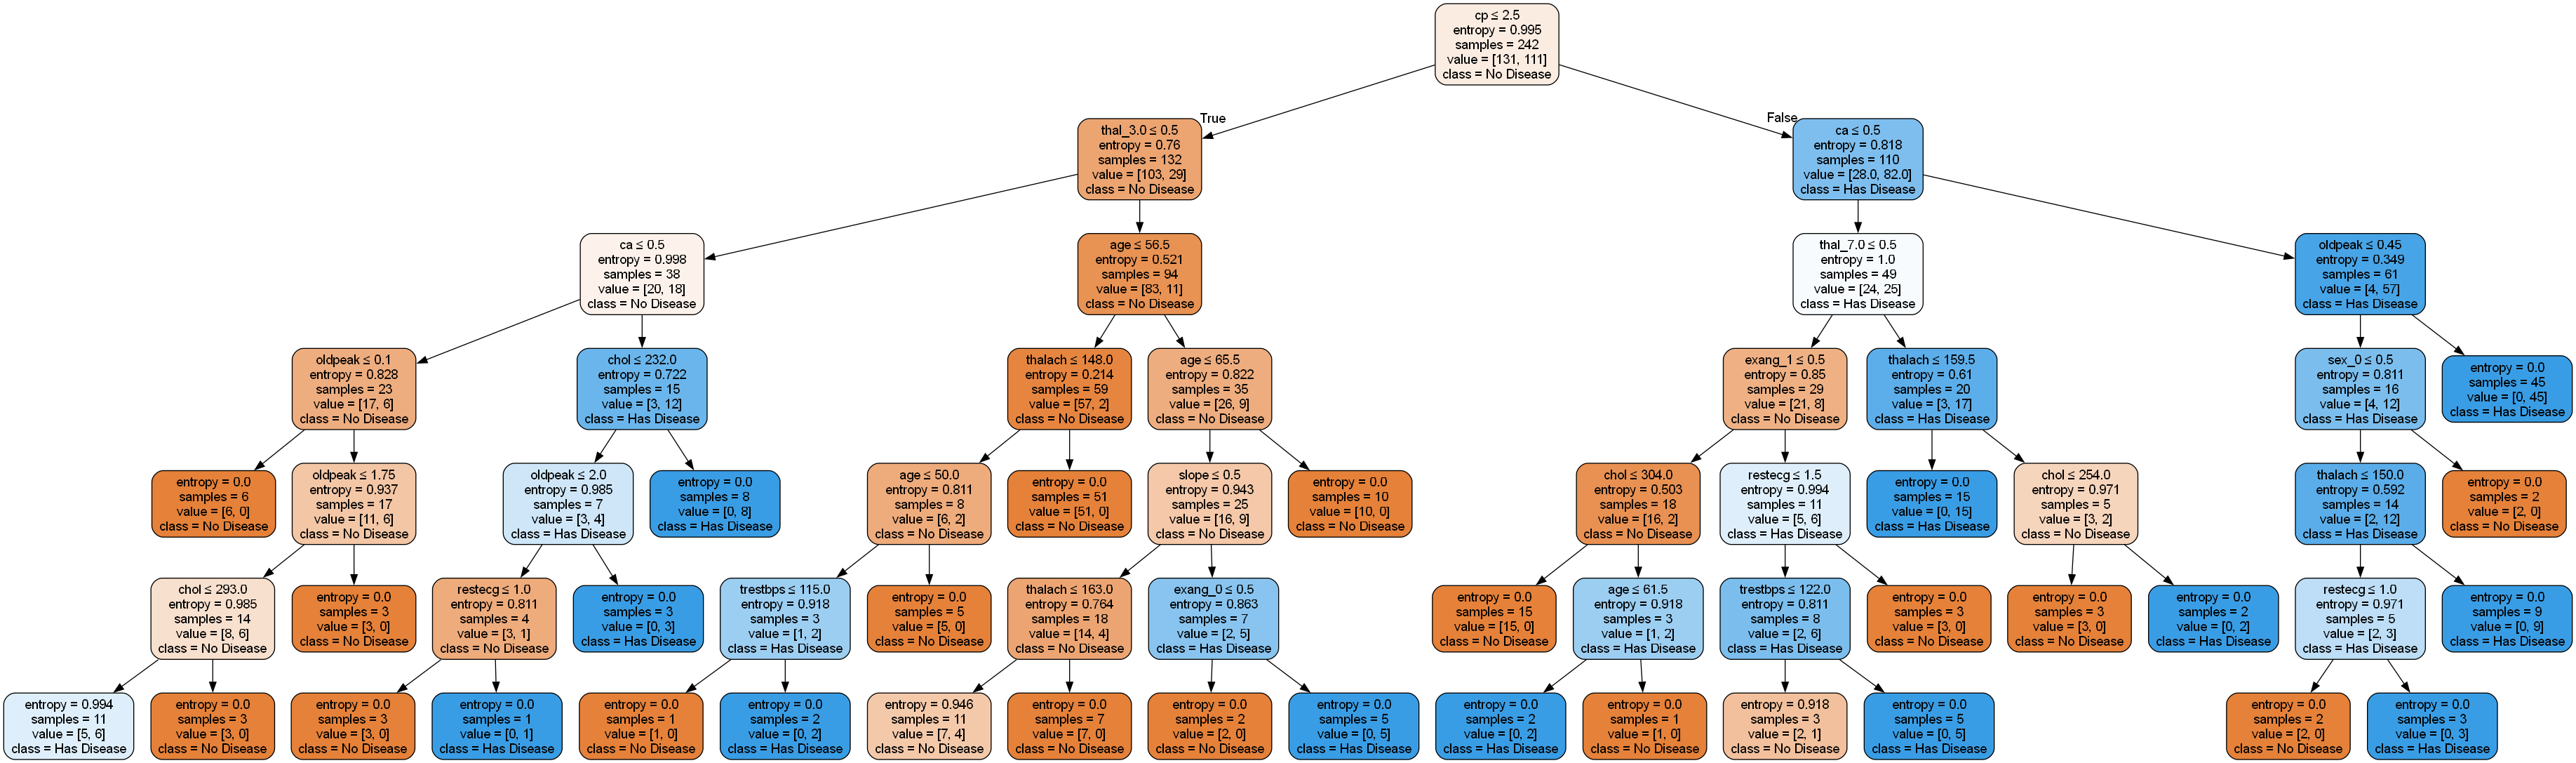 cp ≤ 2.5
entropy = 0.995
samples = 242
value = [131, 111]
class = No Disease
True
False
thal_3.0 ≤ 0.5
entropy = 0.76
samples = 132
value = [103, 29]
class = No Disease
ca ≤ 0.5
entropy = 0.818
samples = 110
value = [28.0, 82.0]
class = Has Disease
ca ≤ 0.5
entropy = 0.998
samples = 38
value = [20, 18]
class = No Disease
age ≤ 56.5
entropy = 0.521
samples = 94
value = [83, 11]
class = No Disease
thal_7.0 ≤ 0.5
entropy = 1.0
samples = 49
value = [24, 25]
class = Has Disease
oldpeak ≤ 0.45
entropy = 0.349
samples = 61
value = [4, 57]
class = Has Disease
oldpeak ≤ 0.1
entropy = 0.828
samples = 23
value = [17, 6]
class = No Disease
chol ≤ 232.0
entropy = 0.722
samples = 15
value = [3, 12]
class = Has Disease
thalach ≤ 148.0
entropy = 0.214
samples = 59
value = [57, 2]
class = No Disease
age ≤ 65.5
entropy = 0.822
samples = 35
value = [26, 9]
class = No Disease
exang_1 ≤ 0.5
entropy = 0.85
samples = 29
value = [21, 8]
class = No Disease
thalach ≤ 159.5
entropy = 0.61
samples = 20
value = [3, 17]
class = Has Disease
sex_0 ≤ 0.5
entropy = 0.811
samples = 16
value = [4, 12]
class = Has Disease
entropy = 0.0
samples = 45
value = [0, 45]
class = Has Disease
entropy = 0.0
samples = 6
value = [6, 0]
class = No Disease
oldpeak ≤ 1.75
entropy = 0.937
samples = 17
value = [11, 6]
class = No Disease
oldpeak ≤ 2.0
entropy = 0.985
samples = 7
value = [3, 4]
class = Has Disease
entropy = 0.0
samples = 8
value = [0, 8]
class = Has Disease
age ≤ 50.0
entropy = 0.811
samples = 8
value = [6, 2]
class = No Disease
entropy = 0.0
samples = 51
value = [51, 0]
class = No Disease
slope ≤ 0.5
entropy = 0.943
samples = 25
value = [16, 9]
class = No Disease
entropy = 0.0
samples = 10
value = [10, 0]
class = No Disease
chol ≤ 304.0
entropy = 0.503
samples = 18
value = [16, 2]
class = No Disease
restecg ≤ 1.5
entropy = 0.994
samples = 11
value = [5, 6]
class = Has Disease
entropy = 0.0
samples = 15
value = [0, 15]
class = Has Disease
chol ≤ 254.0
entropy = 0.971
samples = 5
value = [3, 2]
class = No Disease
thalach ≤ 150.0
entropy = 0.592
samples = 14
value = [2, 12]
class = Has Disease
entropy = 0.0
samples = 2
value = [2, 0]
class = No Disease
chol ≤ 293.0
entropy = 0.985
samples = 14
value = [8, 6]
class = No Disease
entropy = 0.0
samples = 3
value = [3, 0]
class = No Disease
restecg ≤ 1.0
entropy = 0.811
samples = 4
value = [3, 1]
class = No Disease
entropy = 0.0
samples = 3
value = [0, 3]
class = Has Disease
trestbps ≤ 115.0
entropy = 0.918
samples = 3
value = [1, 2]
class = Has Disease
entropy = 0.0
samples = 5
value = [5, 0]
class = No Disease
thalach ≤ 163.0
entropy = 0.764
samples = 18
value = [14, 4]
class = No Disease
exang_0 ≤ 0.5
entropy = 0.863
samples = 7
value = [2, 5]
class = Has Disease
entropy = 0.0
samples = 15
value = [15, 0]
class = No Disease
age ≤ 61.5
entropy = 0.918
samples = 3
value = [1, 2]
class = Has Disease
trestbps ≤ 122.0
entropy = 0.811
samples = 8
value = [2, 6]
class = Has Disease
entropy = 0.0
samples = 3
value = [3, 0]
class = No Disease
entropy = 0.0
samples = 3
value = [3, 0]
class = No Disease
entropy = 0.0
samples = 2
value = [0, 2]
class = Has Disease
restecg ≤ 1.0
entropy = 0.971
samples = 5
value = [2, 3]
class = Has Disease
entropy = 0.0
samples = 9
value = [0, 9]
class = Has Disease
entropy = 0.994
samples = 11
value = [5, 6]
class = Has Disease
entropy = 0.0
samples = 3
value = [3, 0]
class = No Disease
entropy = 0.0
samples = 3
value = [3, 0]
class = No Disease
entropy = 0.0
samples = 1
value = [0, 1]
class = Has Disease
entropy = 0.0
samples = 1
value = [1, 0]
class = No Disease
entropy = 0.0
samples = 2
value = [0, 2]
class = Has Disease
entropy = 0.946
samples = 11
value = [7, 4]
class = No Disease
entropy = 0.0
samples = 7
value = [7, 0]
class = No Disease
entropy = 0.0
samples = 2
value = [2, 0]
class = No Disease
entropy = 0.0
samples = 5
value = [0, 5]
class = Has Disease
entropy = 0.0
samples = 2
value = [0, 2]
class = Has Disease
entropy = 0.0
samples = 1
value = [1, 0]
class = No Disease
entropy = 0.918
samples = 3
value = [2, 1]
class = No Disease
entropy = 0.0
samples = 5
value = [0, 5]
class = Has Disease
entropy = 0.0
samples = 2
value = [2, 0]
class = No Disease
entropy = 0.0
samples = 3
value = [0, 3]
class = Has Disease